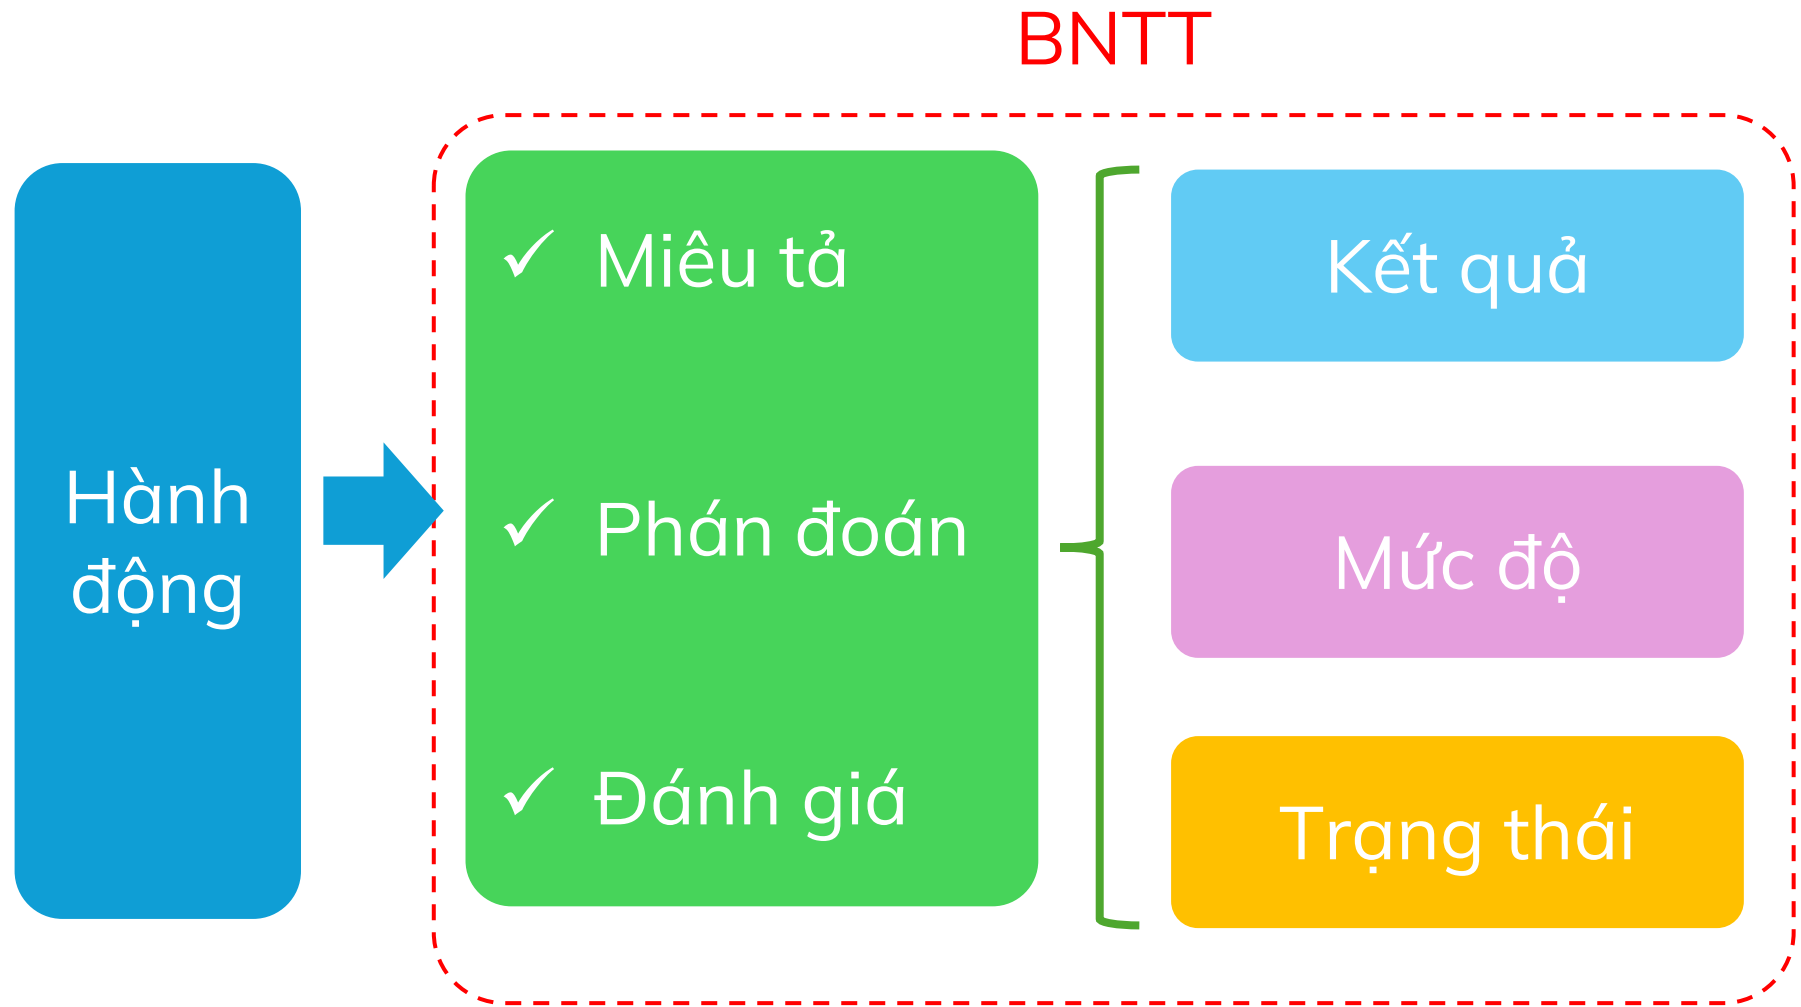 BNTT
Hành
động
✓ Miêu tả
✓ Phán đoán
✓ Đánh giá
Kết quả
Mức độ
Trạng thái